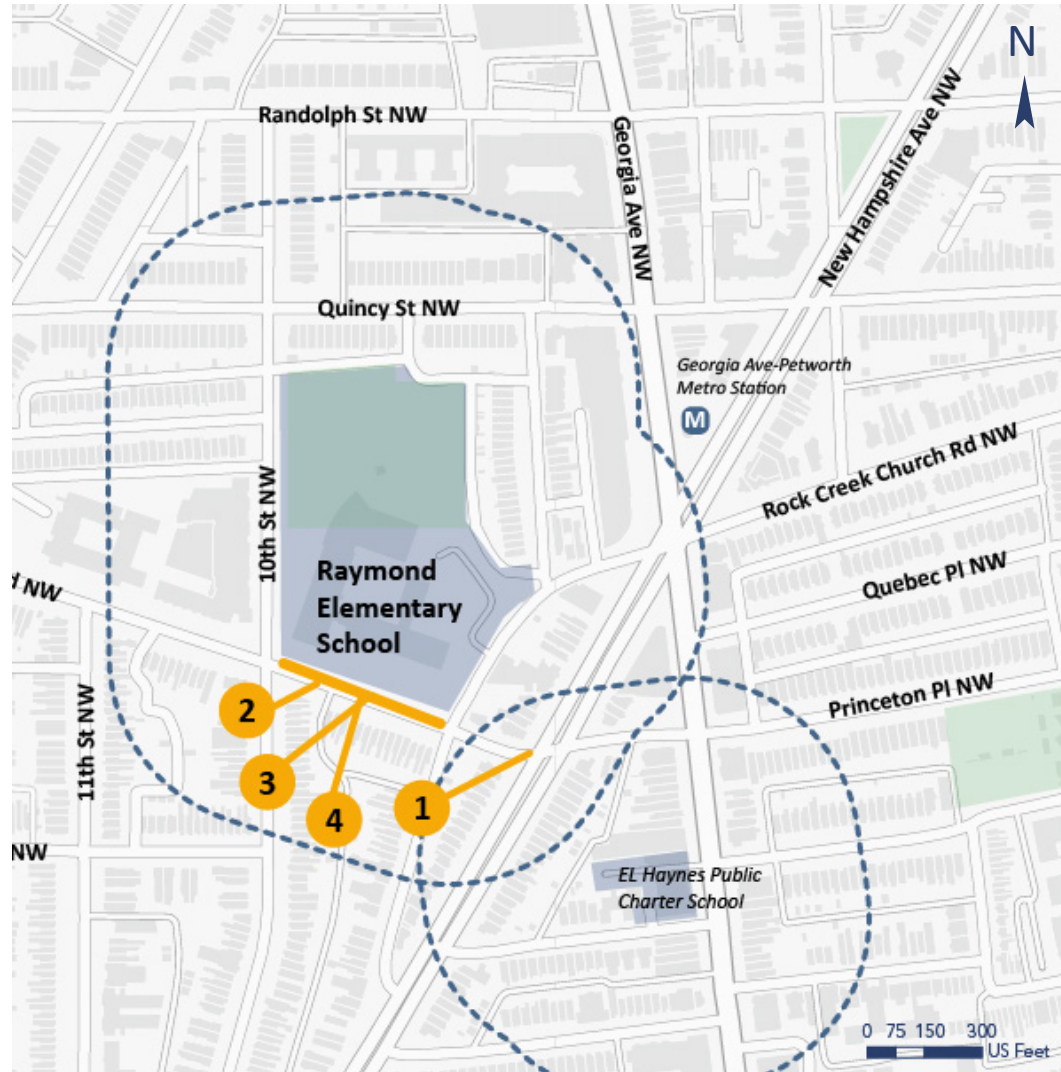 N
Randolph St NW
Georgia Ave NW
New Hampshire Ave NW
Quincy St NW
Georgia Ave-Petworth
Metro Station
M
Rock Creek Church Rd NW
10th St NW
Quebec Pl NW
Raymond
Elementary
School
d NW
2
Princeton Pl NW
11th St NW
3
4
1
NW
EL Haynes Public
Charter School
0 75 150 300
US Feet